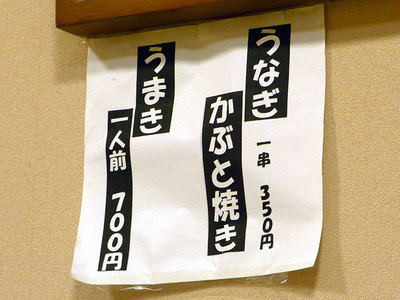 うなぎ
かぶと焼き
一串 350円
うまき
一人前 700円